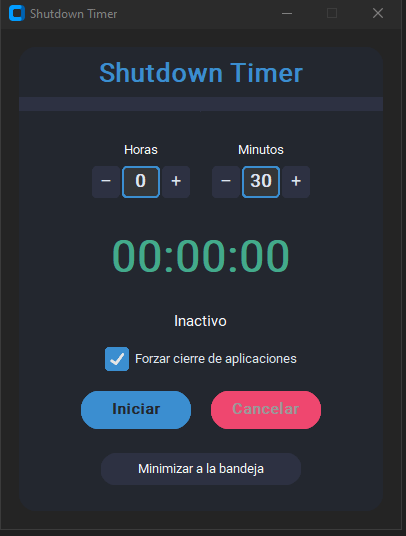 Shutdown Timer
Shutdown Timer
Horas Minutos
− 0 + − 30 +
00:00:00
Inactivo
Forzar cierre de aplicaciones
Iniciar Cancelar
Minimizar a la bandeja